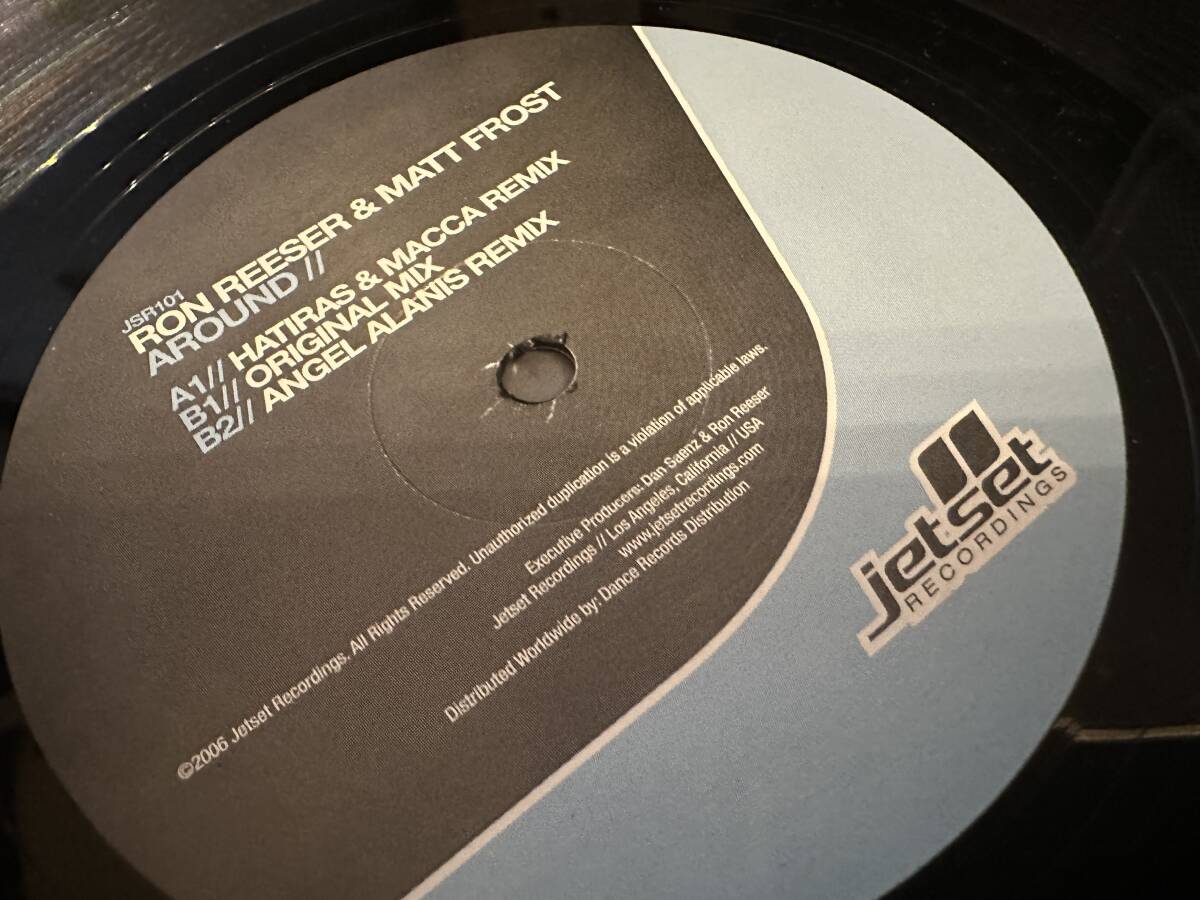 JSR101
RON REESER & MATT FROST
AROUND //
A1// HATIRAS & MACCA REMIX
B1// ORIGINAL MIX
B2// ANGEL ALANIS REMIX
©2006 Jetset Recordings. All Rights Reserved. Unauthorized duplication is a violation of applicable laws.
Executive Producers: Dan Saenz & Ron Reeser
Jetset Recordings // Los Angeles, California // USA
www.jetsetrecordings.com
Distributed Worldwide by: Dance Records Distribution
jetset
RECORDINGS